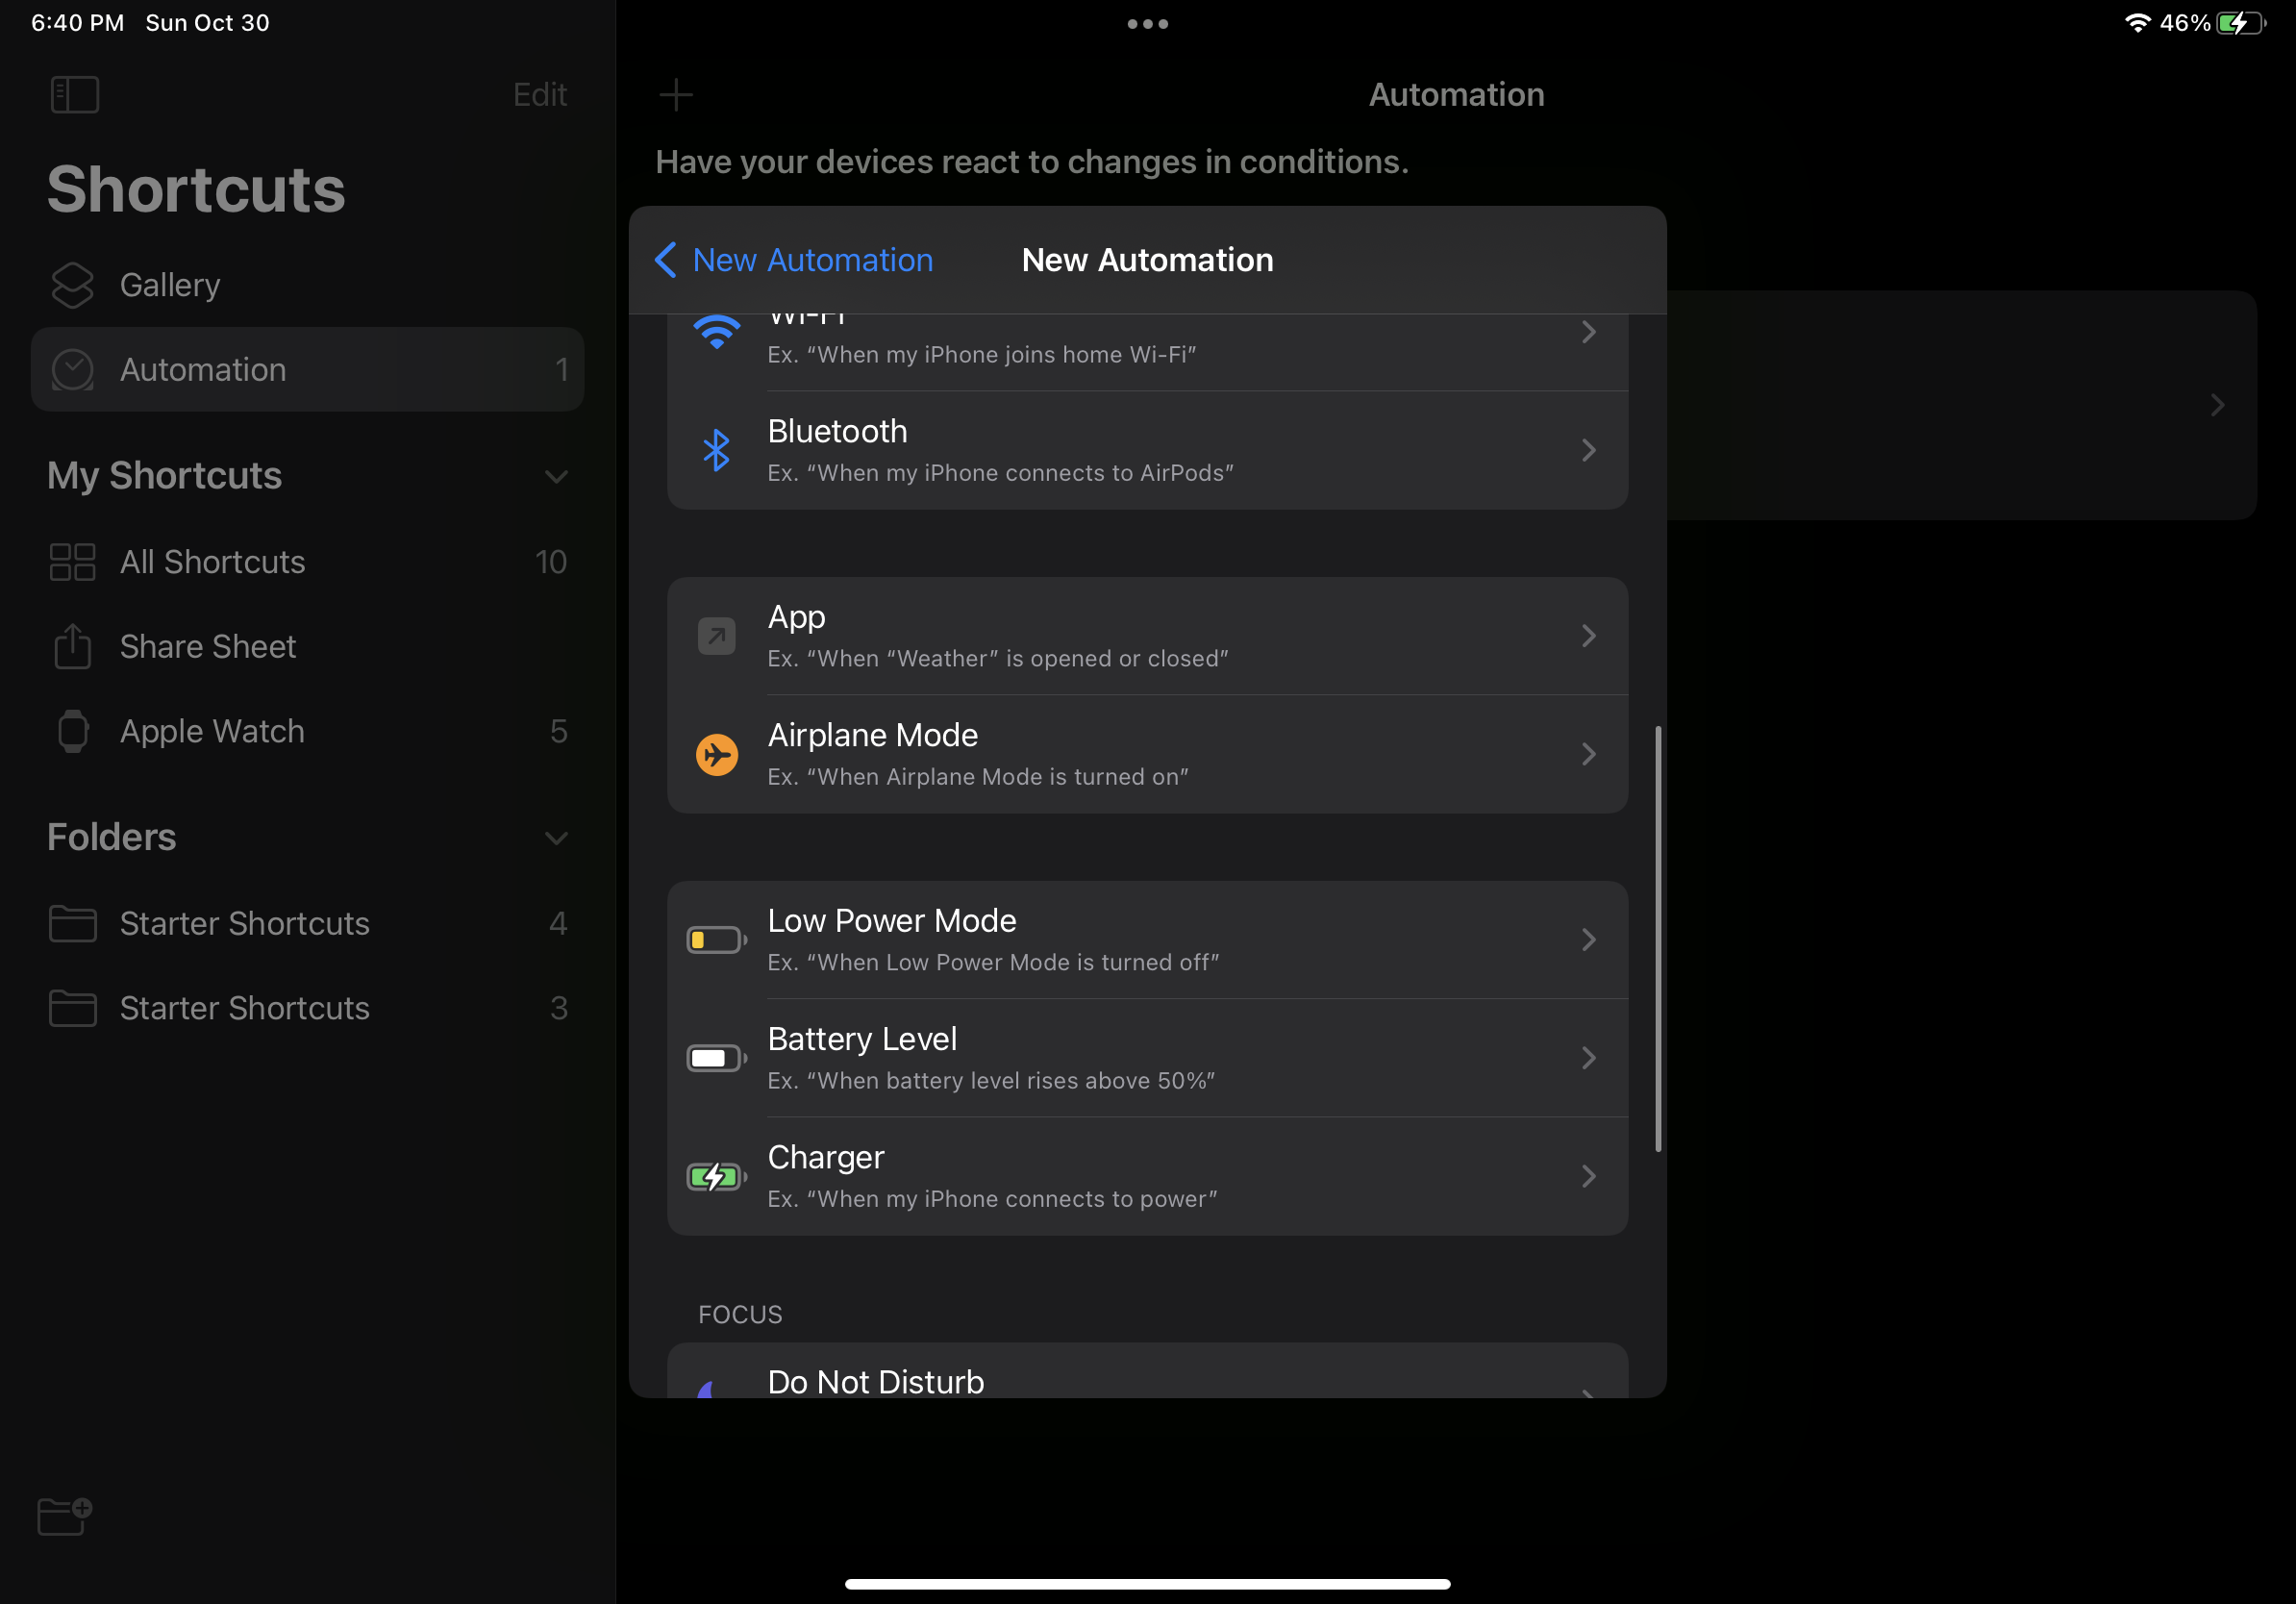 6:40 PM Sun Oct 30
46%
Edit
Shortcuts
Gallery
Automation 1
My Shortcuts
All Shortcuts 10
Share Sheet
Apple Watch 5
Folders
Starter Shortcuts 4
Starter Shortcuts 3
Automation
Have your devices react to changes in conditions.
New Automation New Automation
Wi-Fi
Ex. “When my iPhone joins home Wi-Fi”
Bluetooth
Ex. “When my iPhone connects to AirPods”
App
Ex. “When “Weather” is opened or closed”
Airplane Mode
Ex. “When Airplane Mode is turned on”
Low Power Mode
Ex. “When Low Power Mode is turned off”
Battery Level
Ex. “When battery level rises above 50%”
Charger
Ex. “When my iPhone connects to power”
FOCUS
Do Not Disturb